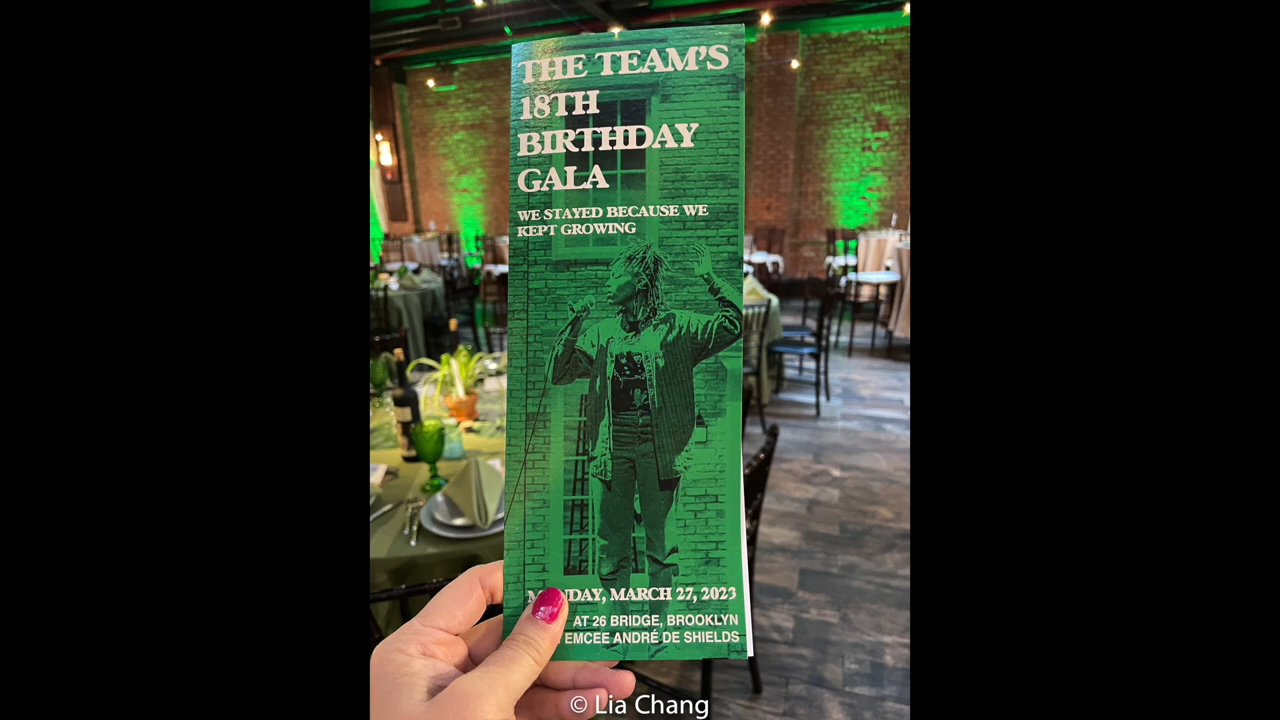 THE TEAM'S
18TH
BIRTHDAY
GALA
WE STAYED BECAUSE WE
KEPT GROWING
MONDAY, MARCH 27, 2023
AT 26 BRIDGE, BROOKLYN
EMCEE ANDRÉ DE SHIELDS
© Lia Chang